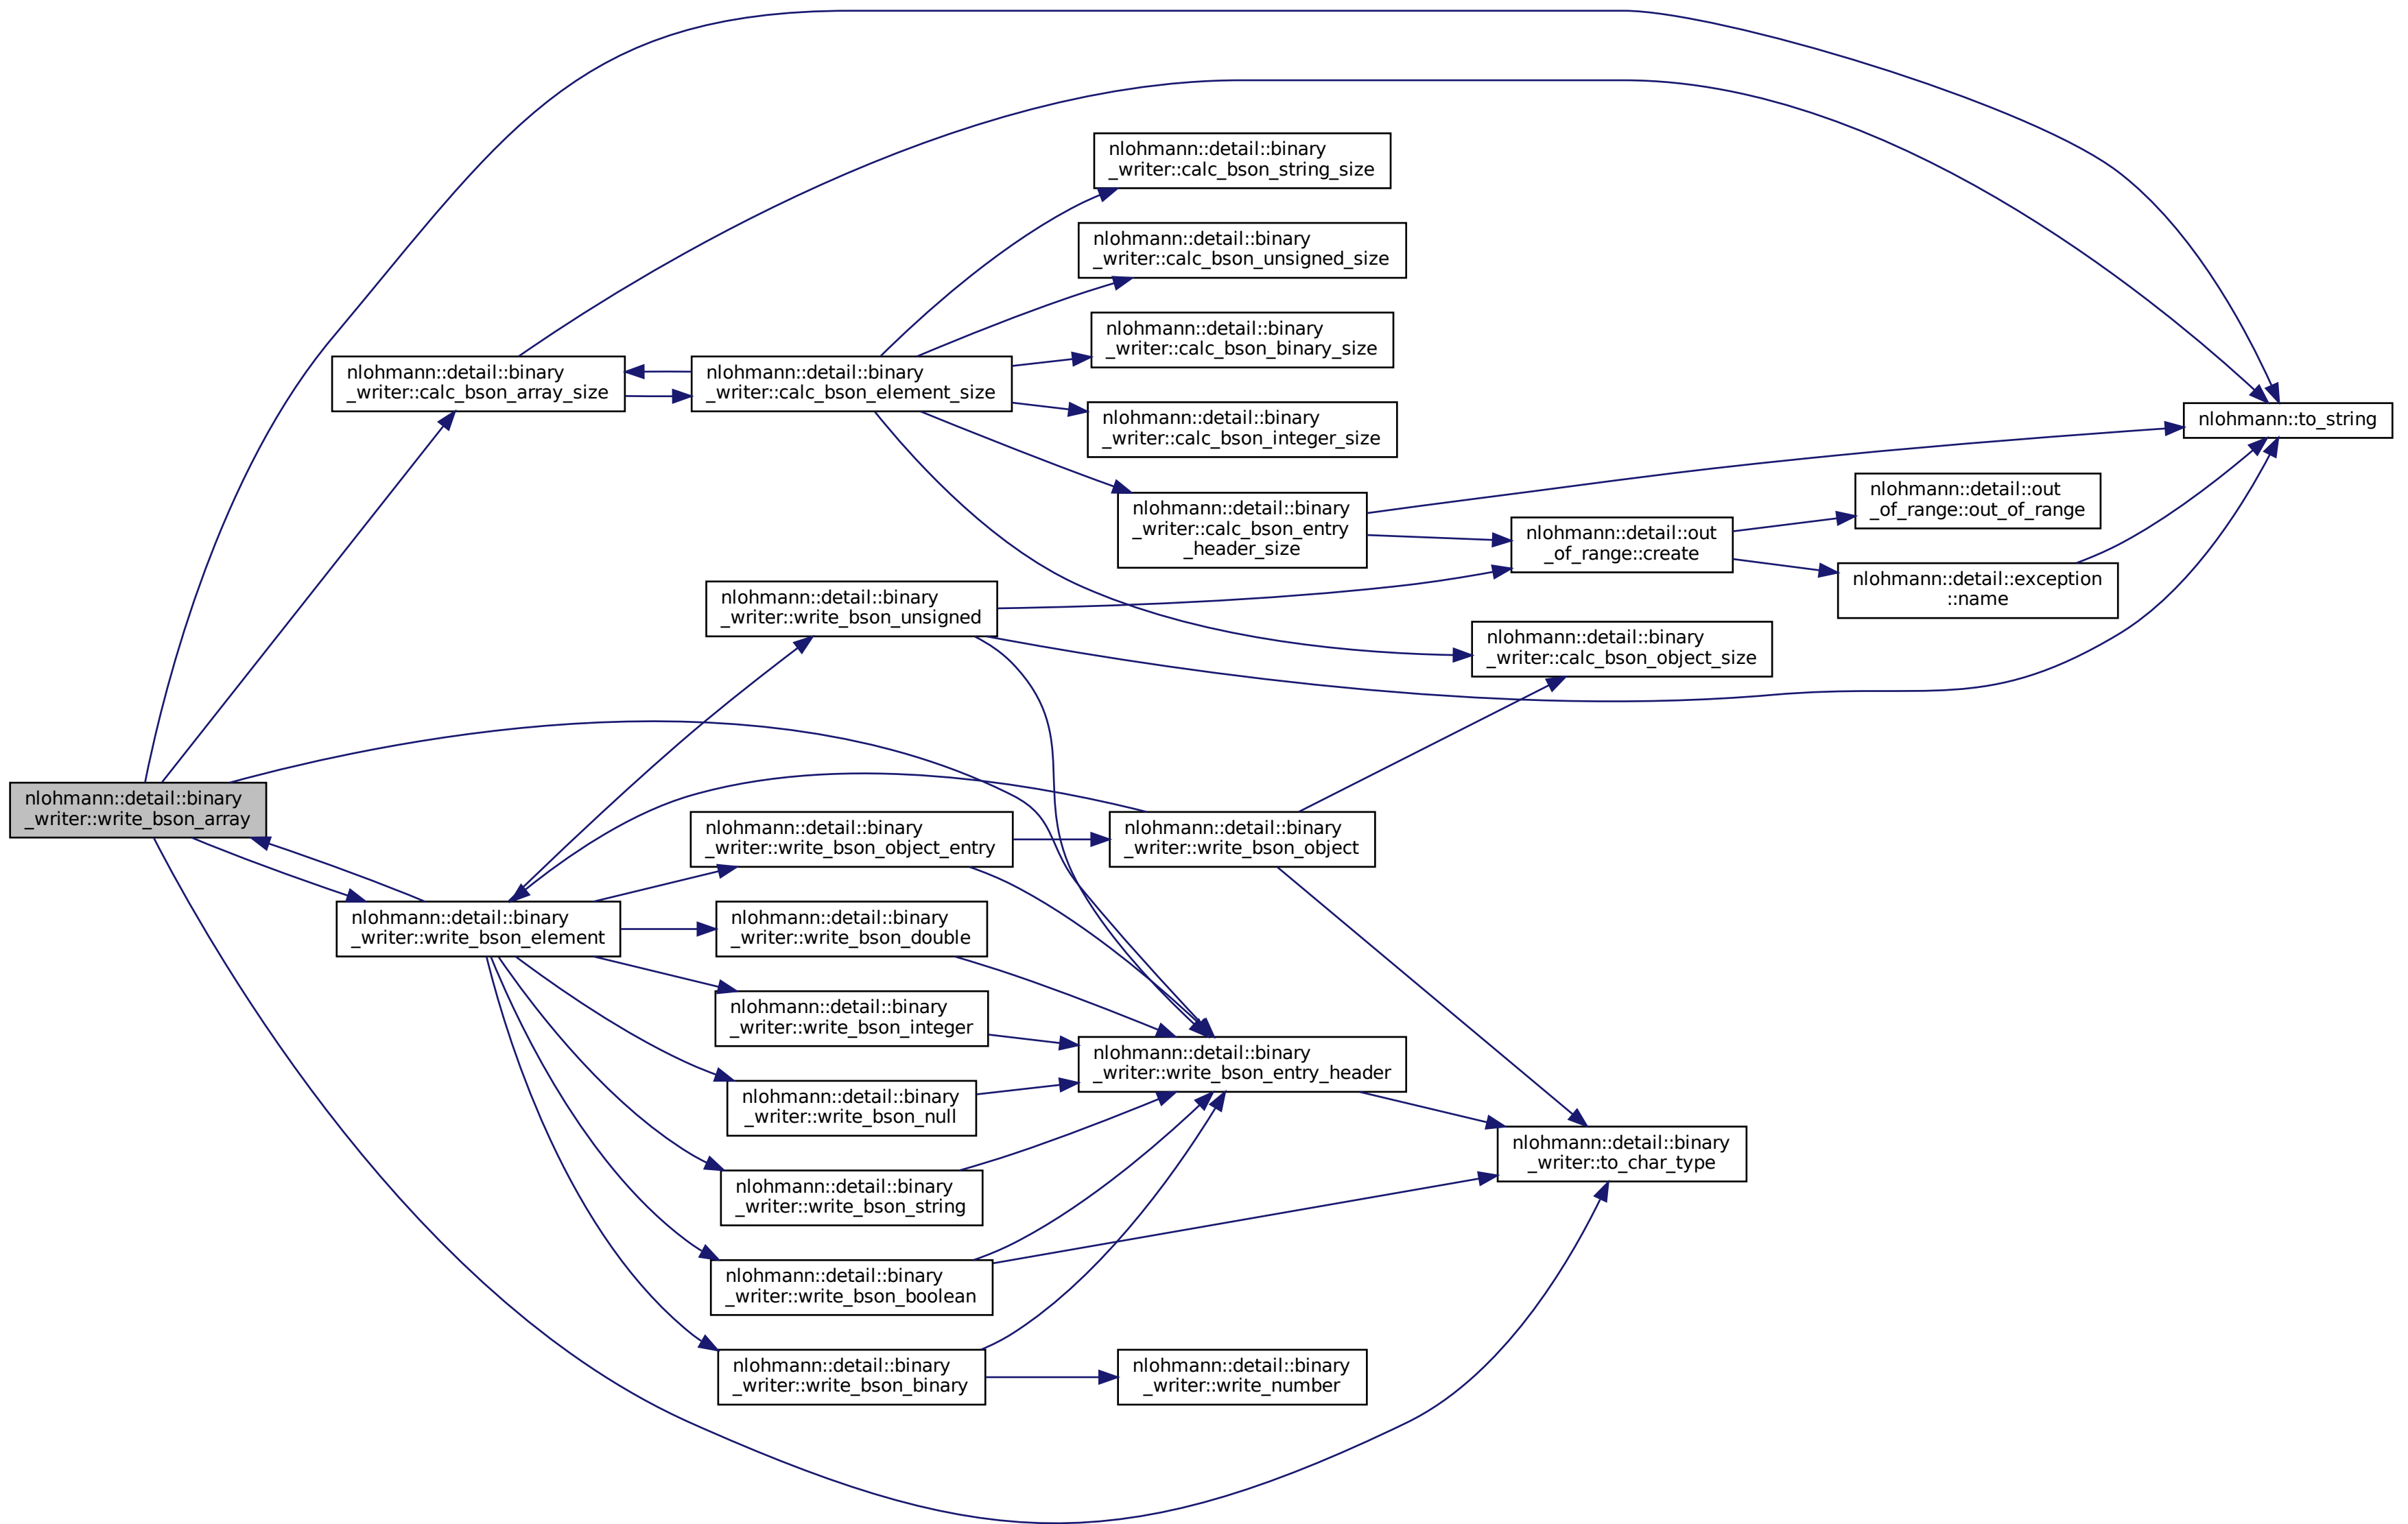 nlohmann::detail::binary
_writer::calc_bson_string_size
nlohmann::detail::binary
_writer::calc_bson_unsigned_size
nlohmann::detail::binary
_writer::calc_bson_binary_size
nlohmann::detail::binary
_writer::calc_bson_array_size
nlohmann::detail::binary
_writer::calc_bson_element_size
nlohmann::detail::binary
_writer::calc_bson_integer_size
nlohmann::to_string
nlohmann::detail::binary
_writer::calc_bson_entry
_header_size
nlohmann::detail::out
_of_range::create
nlohmann::detail::out
_of_range::out_of_range
nlohmann::detail::exception
::name
nlohmann::detail::binary
_writer::write_bson_unsigned
nlohmann::detail::binary
_writer::calc_bson_object_size
nlohmann::detail::binary
_writer::write_bson_array
nlohmann::detail::binary
_writer::write_bson_object_entry
nlohmann::detail::binary
_writer::write_bson_object
nlohmann::detail::binary
_writer::write_bson_element
nlohmann::detail::binary
_writer::write_bson_double
nlohmann::detail::binary
_writer::write_bson_integer
nlohmann::detail::binary
_writer::write_bson_entry_header
nlohmann::detail::binary
_writer::write_bson_null
nlohmann::detail::binary
_writer::to_char_type
nlohmann::detail::binary
_writer::write_bson_string
nlohmann::detail::binary
_writer::write_bson_boolean
nlohmann::detail::binary
_writer::write_bson_binary
nlohmann::detail::binary
_writer::write_number